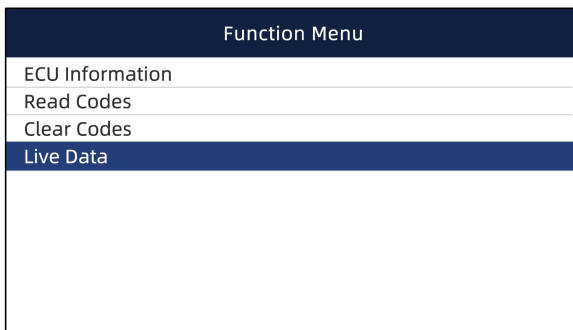 Function Menu
ECU Information
Read Codes
Clear Codes
Live Data